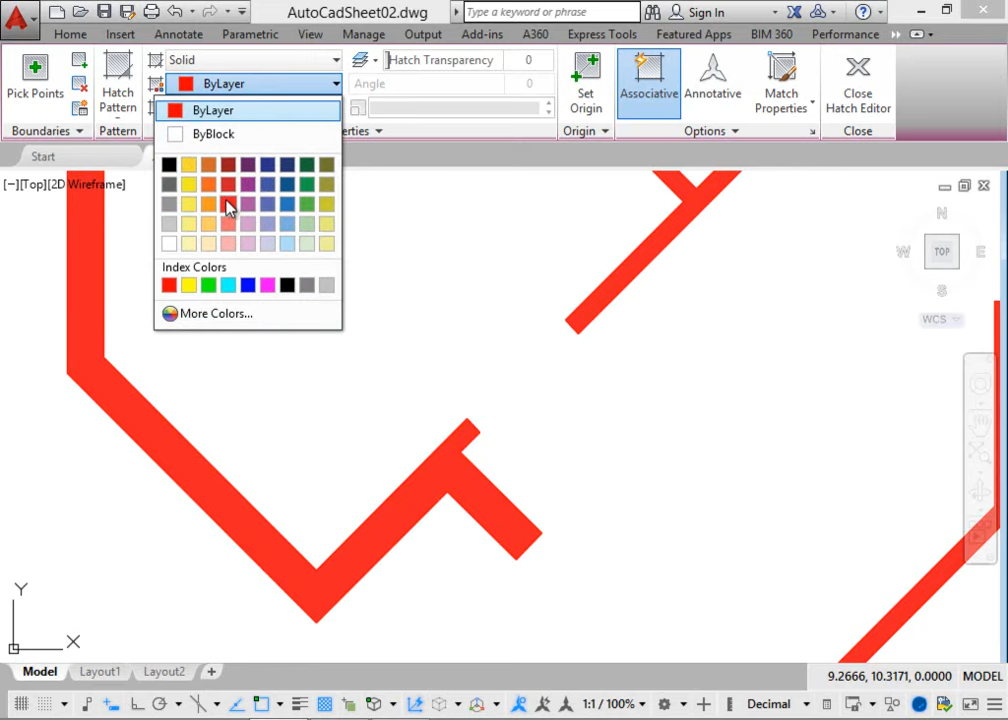 AutoCadSheet02.dwg
Type a keyword or phrase
Sign In
Home Insert Annotate Parametric View Manage Output Add-ins A360 Express Tools Featured Apps BIM 360 Performance
Solid
Hatch Transparency 0
ByLayer
Angle 0
Pick Points
Hatch
Pattern
Set
Origin
Associative
Annotative
Match
Properties
Close
Hatch Editor
Boundaries
Pattern
Origin
Options
Close
ByLayer
ByBlock
Start
[−][Top][2D Wireframe]
N
W TOP E
S
WCS
Index Colors
More Colors...
Y
X
Model Layout1 Layout2 +
9.2666, 10.3171, 0.0000 MODEL
1:1 / 100%
Decimal